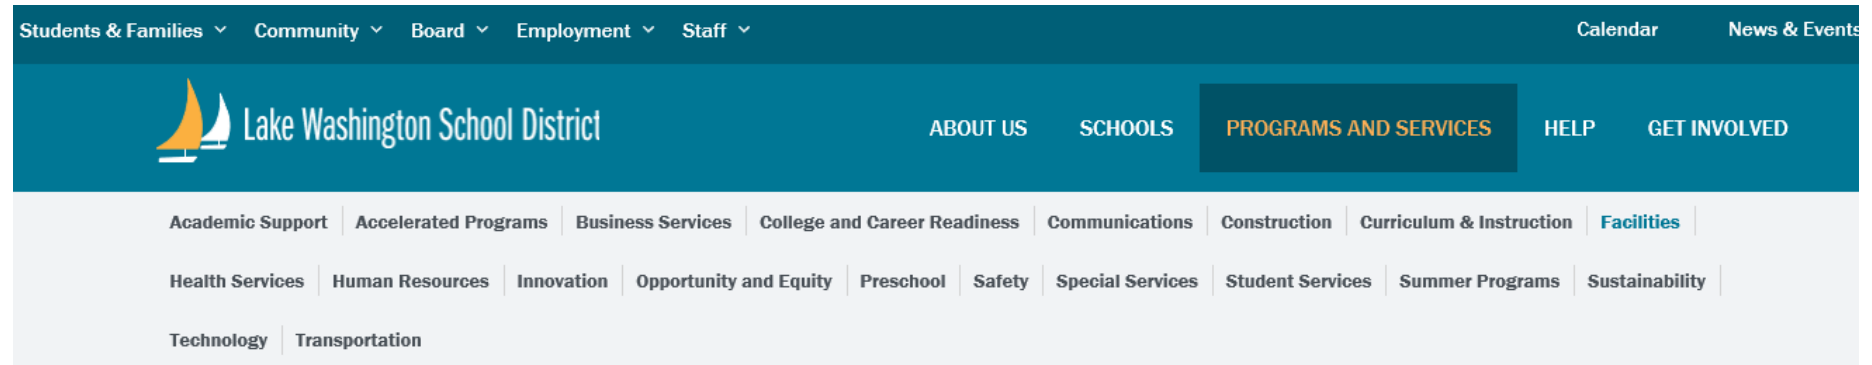 Students & Families Community Board Employment Staff Calendar News & Events
Lake Washington School District ABOUT US SCHOOLS PROGRAMS AND SERVICES HELP GET INVOLVED
Academic Support Accelerated Programs Business Services College and Career Readiness Communications Construction Curriculum & Instruction Facilities
Health Services Human Resources Innovation Opportunity and Equity Preschool Safety Special Services Student Services Summer Programs Sustainability
Technology Transportation